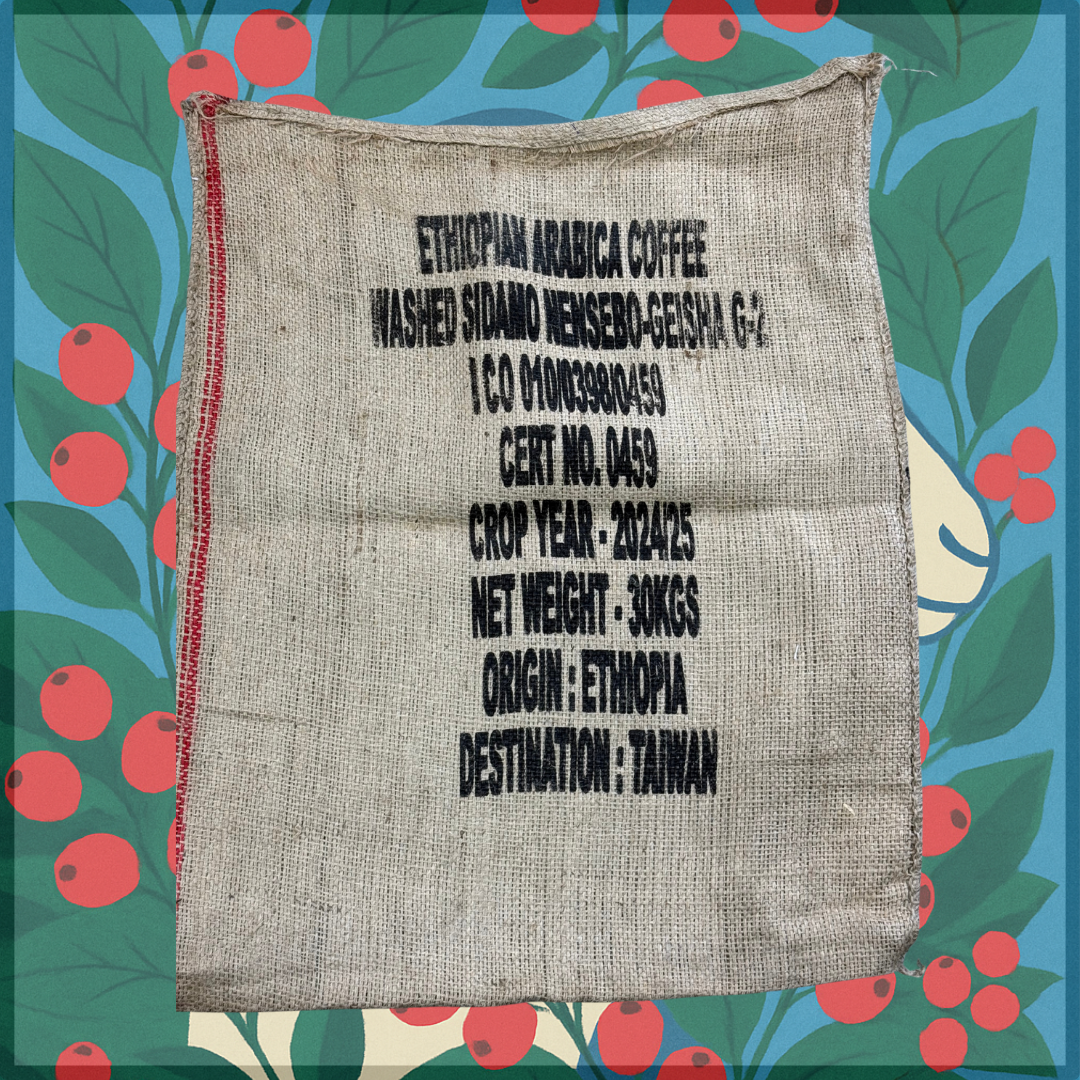 ETHIOPIAN ARABICA COFFEE
WASHED SIDAMO NENSEBO-GEISHA G-2
I C O 010/0398/0459
CERT NO. 0459
CROP YEAR - 2024/25
NET WEIGHT - 30KGS
ORIGIN : ETHIOPIA
DESTINATION : TAIWAN